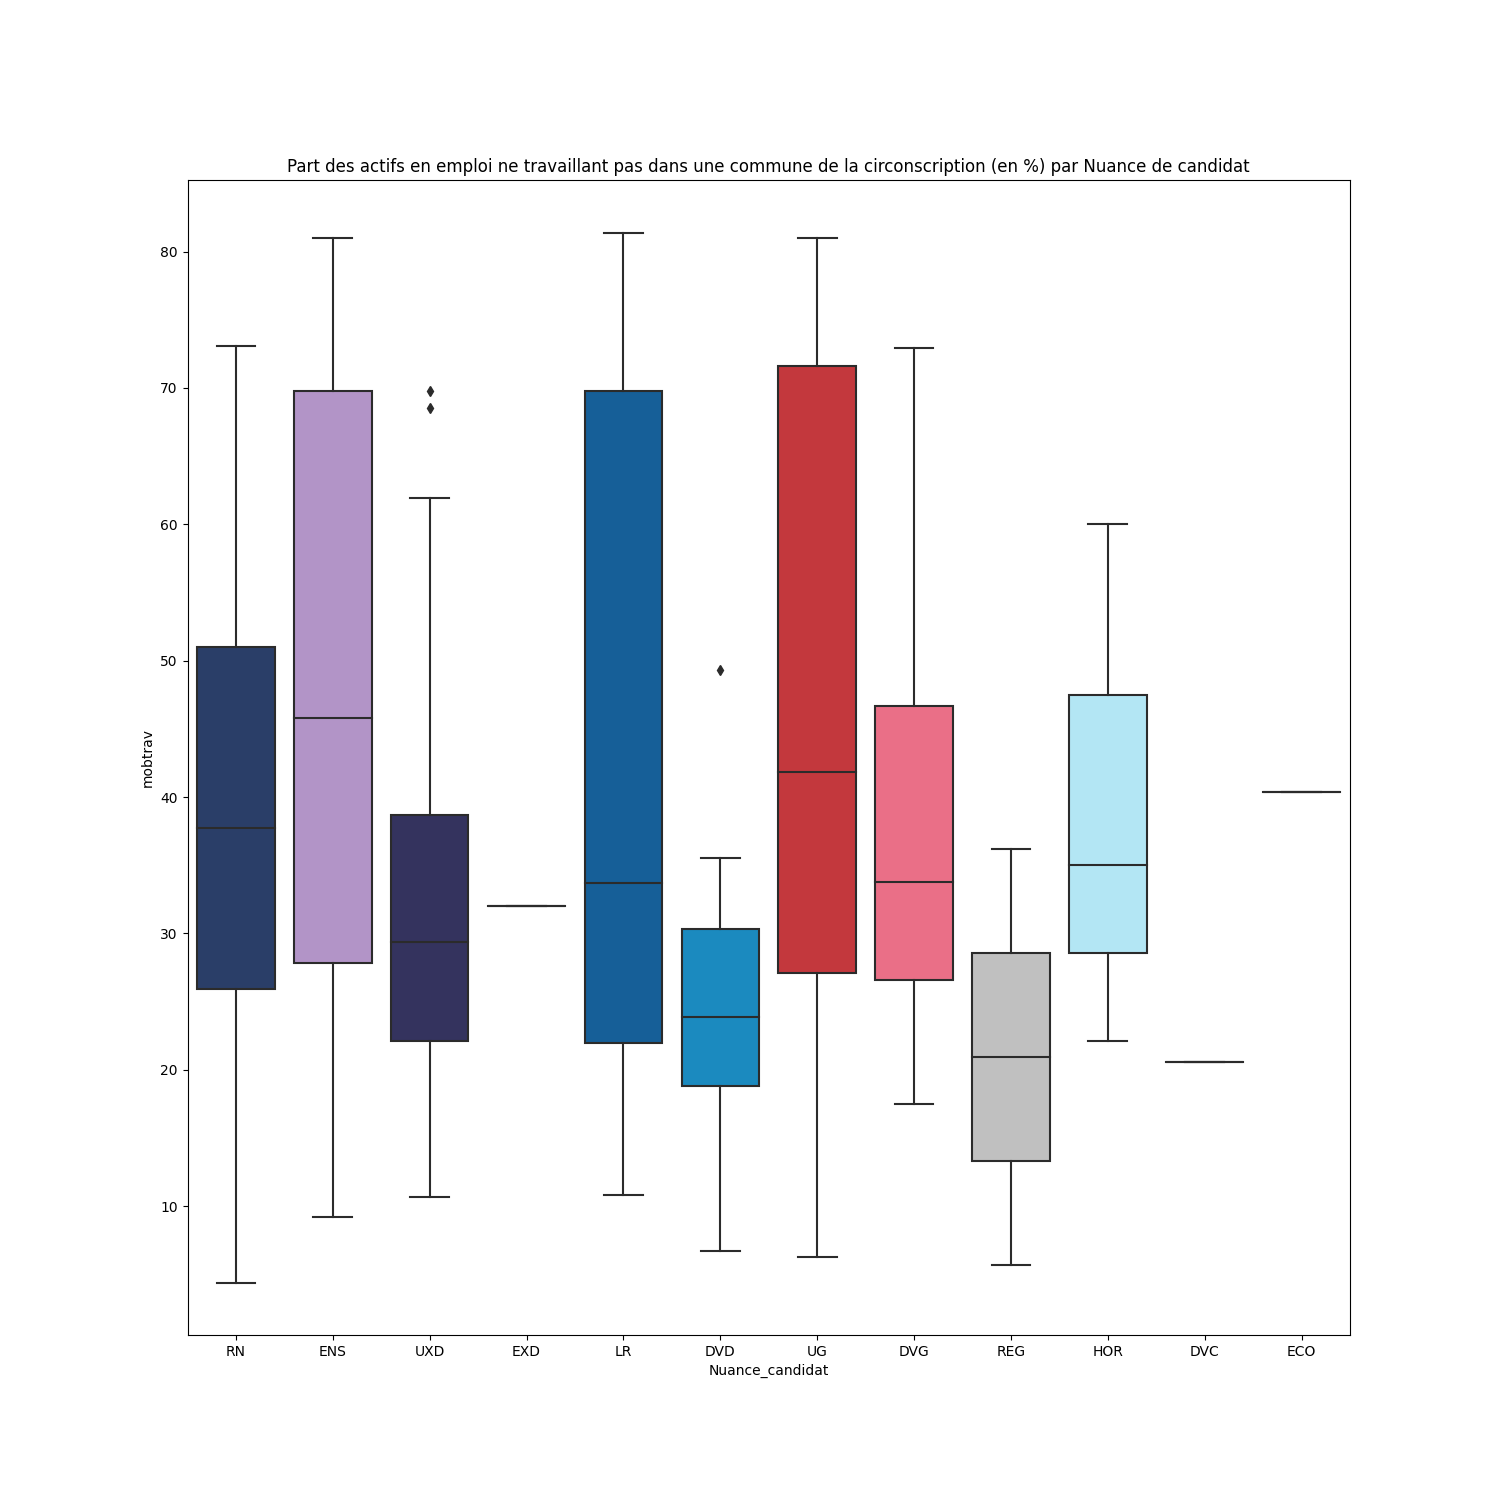 Part des actifs en emploi ne travaillant pas dans une commune de la circonscription (en %) par Nuance de candidat
80
70
60
50
40
30
20
10
mobtrav
RN ENS UXD EXD LR DVD UG DVG REG HOR DVC ECO
Nuance_candidat